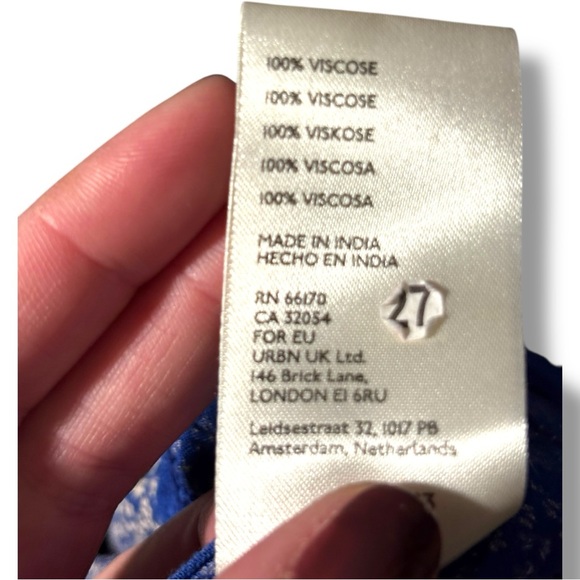 100% VISCOSE
100% VISCOSE
100% VISKOSE
100% VISCOSA
100% VISCOSA
MADE IN INDIA
HECHO EN INDIA
RN 66170
27
CA 32054
FOR EU
URBN UK Ltd.
146 Brick Lane,
LONDON E1 6RU
Leidsestraat 32, 1017 PB
Amsterdam, Netherlands